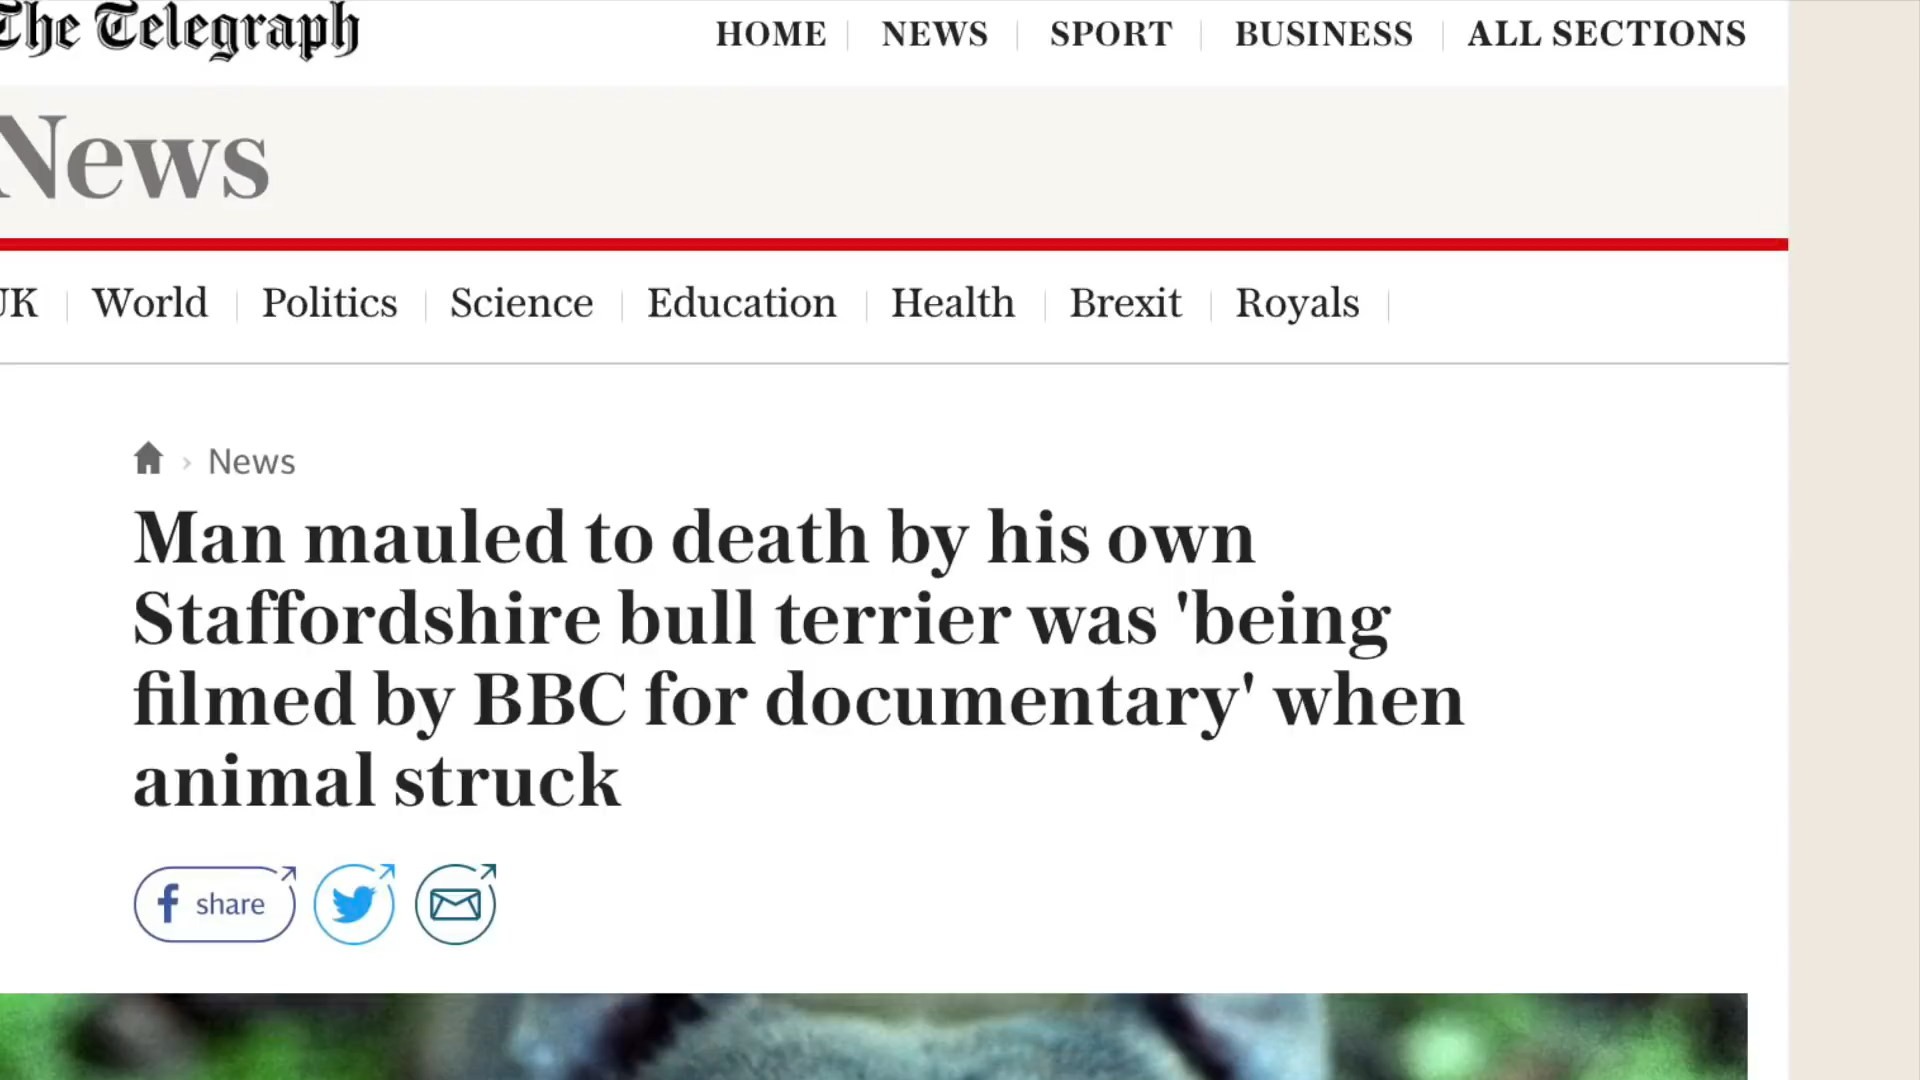 The Telegraph
HOME NEWS SPORT BUSINESS ALL SECTIONS
News
UK World Politics Science Education Health Brexit Royals
News
Man mauled to death by his own
Staffordshire bull terrier was 'being
filmed by BBC for documentary' when
animal struck
share